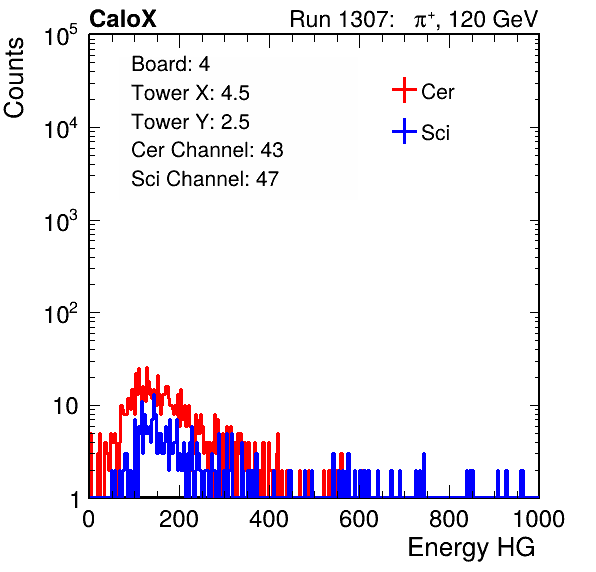 CaloX Run 1307: π⁺, 120 GeV
Counts
10⁵
10⁴
10³
10²
10
1
Board: 4
Tower X: 4.5
Tower Y: 2.5
Cer Channel: 43
Sci Channel: 47
Cer
Sci
0 200 400 600 800 1000
Energy HG